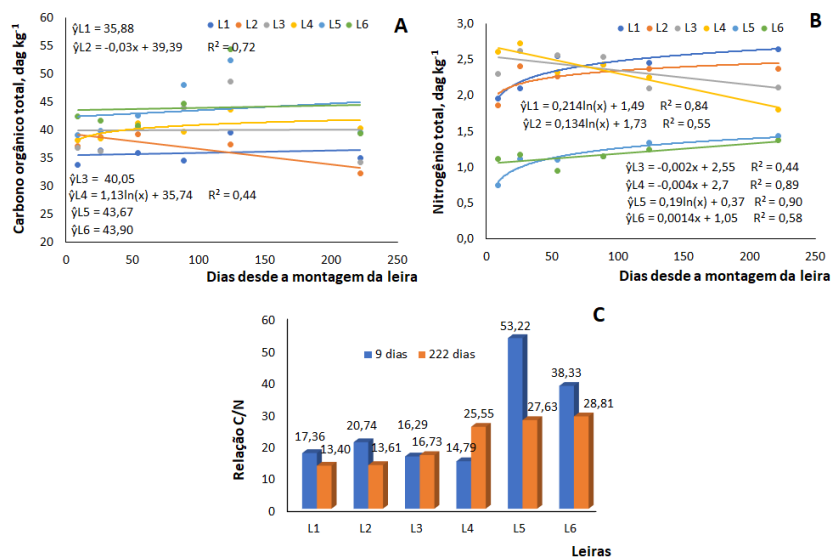 L1 L2 L3 L4 L5 L6
A
ŷL1 = 35,88
ŷL2 = -0,03x + 39,39 R² = 0,72
Carbono orgânico total, dag kg⁻¹
65
60
55
50
45
40
35
30
25
20
ŷL3 = 40,05
ŷL4 = 1,13ln(x) + 35,74 R² = 0,44
ŷL5 = 43,67
ŷL6 = 43,90
0 50 100 150 200 250
Dias desde a montagem da leira
L1 L2 L3 L4 L5 L6
B
Nitrogênio total, dag kg⁻¹
3,0
2,5
2,0
1,5
1,0
0,5
0,0
ŷL1 = 0,214ln(x) + 1,49 R² = 0,84
ŷL2 = 0,134ln(x) + 1,73 R² = 0,55
ŷL3 = -0,002x + 2,55 R² = 0,44
ŷL4 = -0,004x + 2,7 R² = 0,89
ŷL5 = 0,19ln(x) + 0,37 R² = 0,90
ŷL6 = 0,0014x + 1,05 R² = 0,58
0 50 100 150 200 250
Dias desde a montagem da leira
C
9 dias 222 dias
Relação C/N
60
50
40
30
20
10
0
17,36 13,40
20,74 13,61
16,29 16,73
14,79 25,55
53,22 27,63
38,33 28,81
L1 L2 L3 L4 L5 L6
Leiras